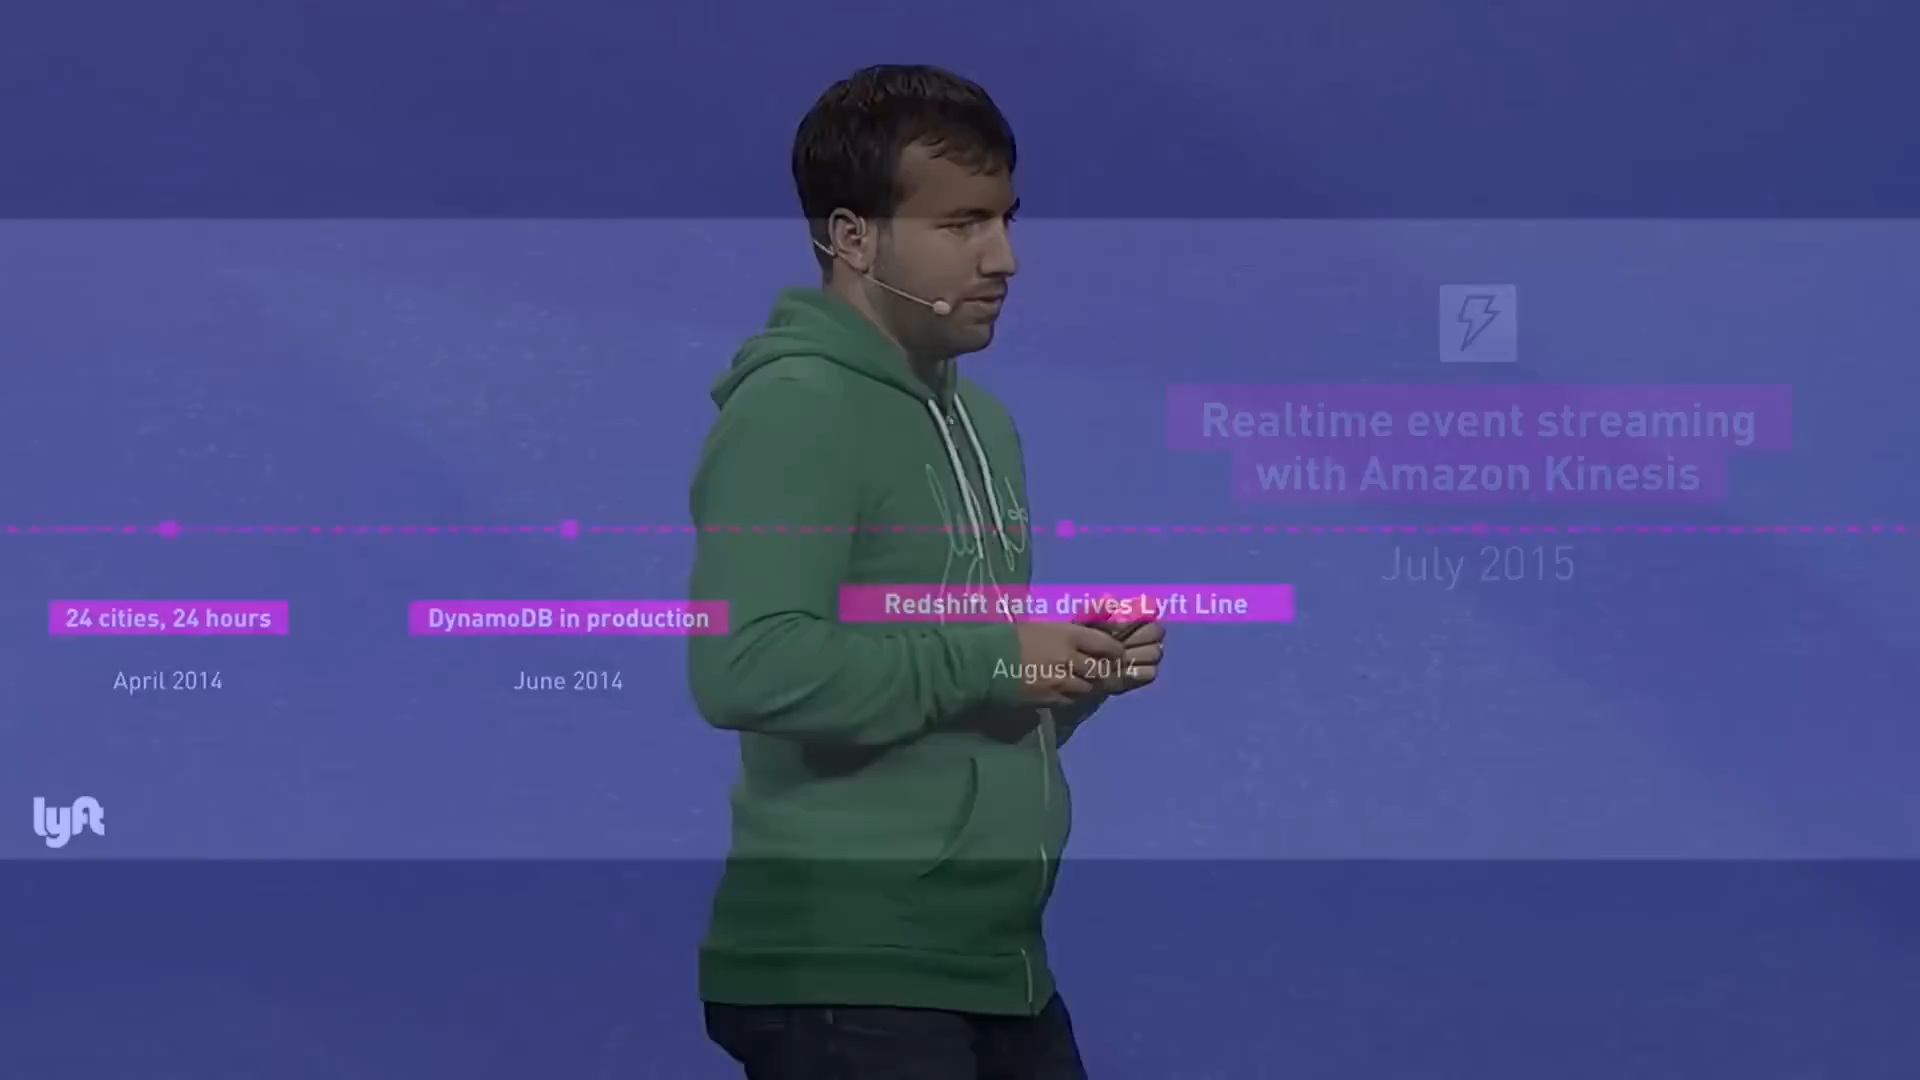 Realtime event streaming
with Amazon Kinesis
July 2015
24 cities, 24 hours
April 2014
DynamoDB in production
June 2014
Redshift data drives Lyft Line
August 2014
lyft
lyft